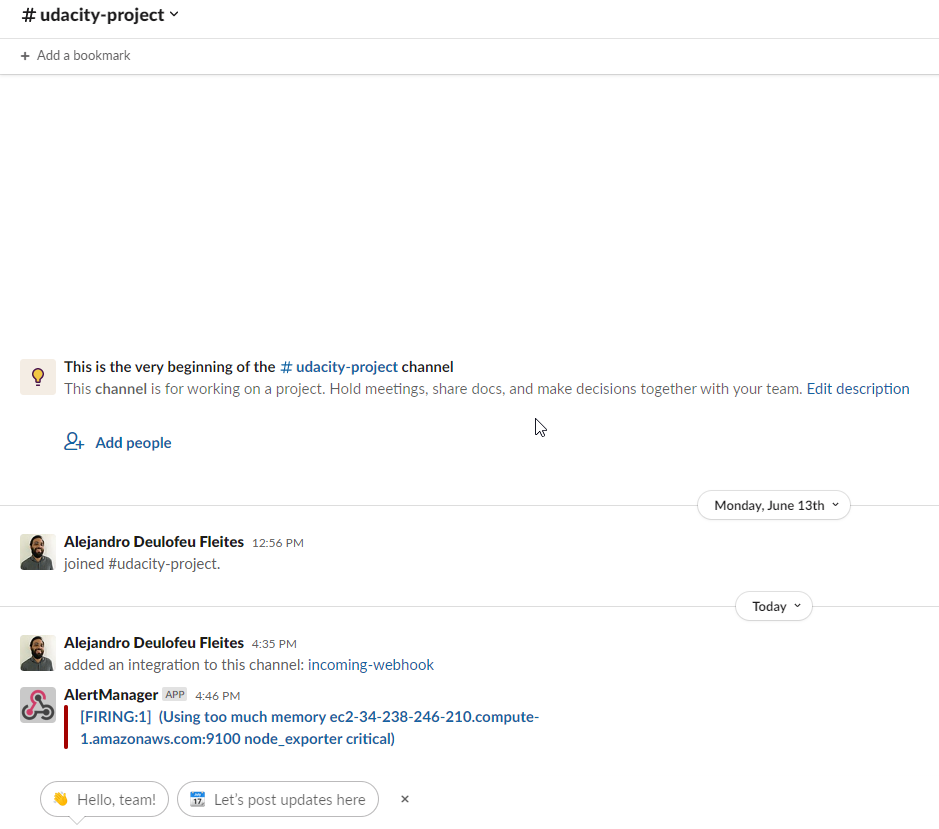 # udacity-project
+ Add a bookmark
This is the very beginning of the # udacity-project channel
This channel is for working on a project. Hold meetings, share docs, and make decisions together with your team. Edit description
Add people
Monday, June 13th
Alejandro Deulofeu Fleites 12:56 PM
joined #udacity-project.
Today
Alejandro Deulofeu Fleites 4:35 PM
added an integration to this channel: incoming-webhook
AlertManager APP 4:46 PM
[FIRING:1] (Using too much memory ec2-34-238-246-210.compute-
1.amazonaws.com:9100 node_exporter critical)
👋 Hello, team! 📅 Let's post updates here ×